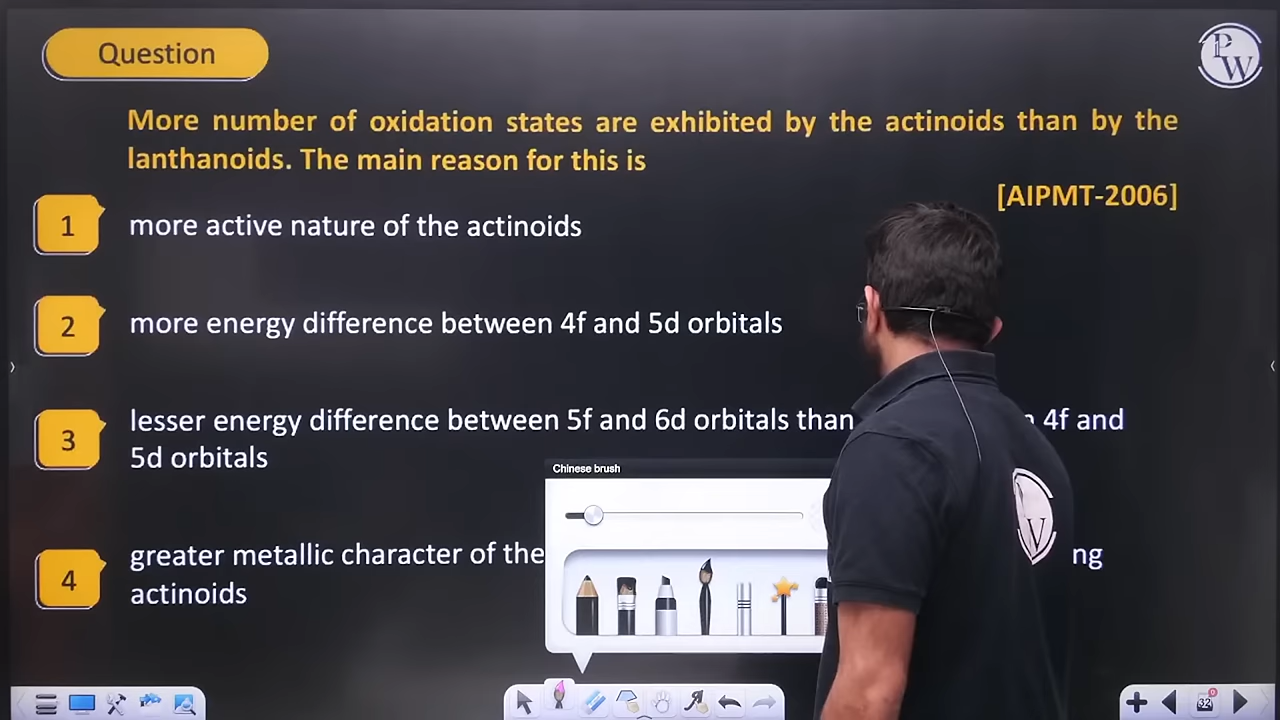 Question
PW
More number of oxidation states are exhibited by the actinoids than by the
lanthanoids. The main reason for this is
[AIPMT-2006]
1 more active nature of the actinoids
2 more energy difference between 4f and 5d orbitals
3 lesser energy difference between 5f and 6d orbitals than 4f and
5d orbitals
Chinese brush
4 greater metallic character of the
actinoids
32